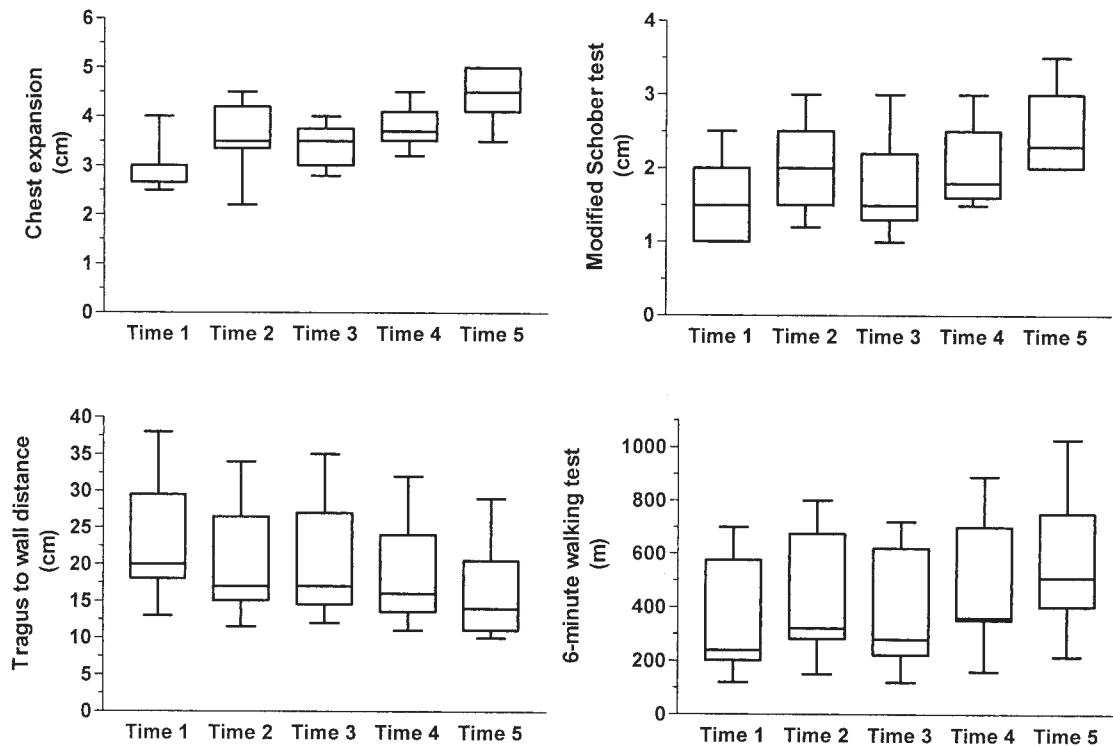 Chest expansion
(cm)
6
5
4
3
2
1
0
Time 1 Time 2 Time 3 Time 4 Time 5
Modified Schober test
(cm)
4
3
2
1
0
Time 1 Time 2 Time 3 Time 4 Time 5
Tragus to wall distance
(cm)
40
35
30
25
20
15
10
5
0
Time 1 Time 2 Time 3 Time 4 Time 5
6-minute walking test
(m)
1000
800
600
400
200
0
Time 1 Time 2 Time 3 Time 4 Time 5